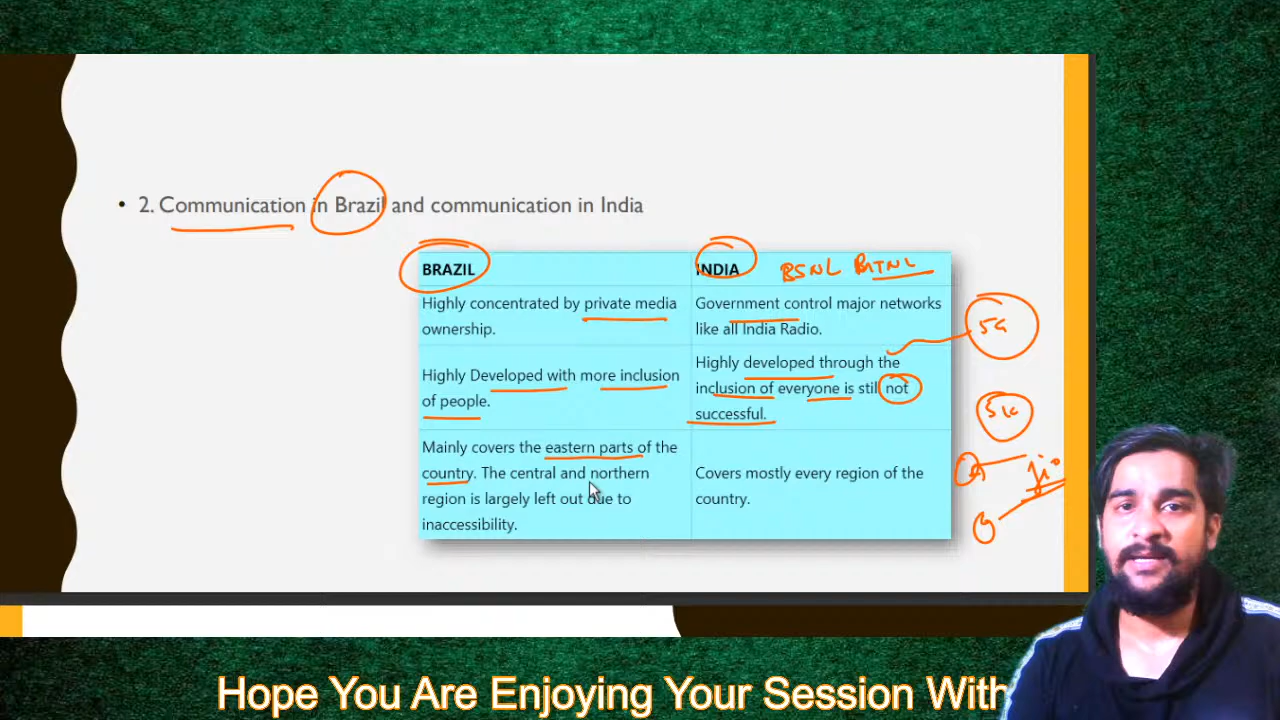 • 2. Communication in Brazil and communication in India
BRAZIL
INDIA BSNL MTNL
Highly concentrated by private media
ownership.
Government control major networks
like all India Radio.
5G
Highly Developed with more inclusion
of people.
Highly developed through the
inclusion of everyone is still not
successful.
Mainly covers the eastern parts of the
country. The central and northern
region is largely left out due to
inaccessibility.
Covers mostly every region of the
country.
A
Jio
Hope You Are Enjoying Your Session With